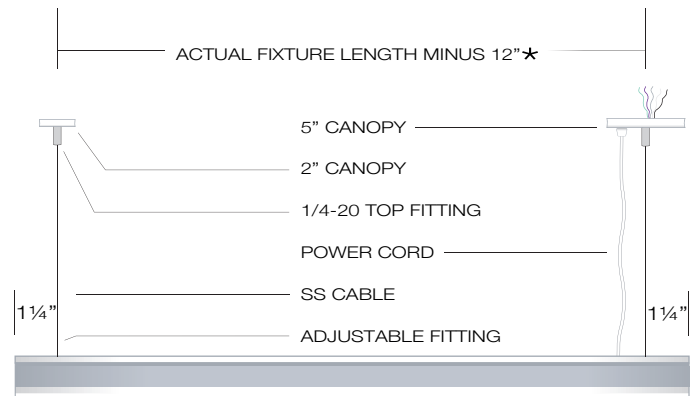 ACTUAL FIXTURE LENGTH MINUS 12”*
5” CANOPY
2” CANOPY
1/4-20 TOP FITTING
POWER CORD
SS CABLE
1¼”
1¼”
ADJUSTABLE FITTING